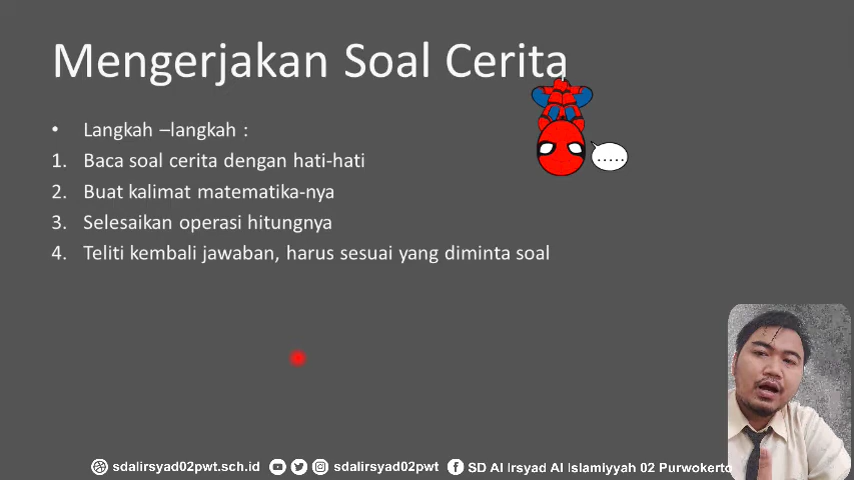 Mengerjakan Soal Cerita
• Langkah –langkah :
1. Baca soal cerita dengan hati-hati
2. Buat kalimat matematika-nya
3. Selesaikan operasi hitungnya
4. Teliti kembali jawaban, harus sesuai yang diminta soal
.....
sdalirsyad02pwt.sch.id sdalirsyad02pwt SD Al Irsyad Al Islamiyyah 02 Purwokerto